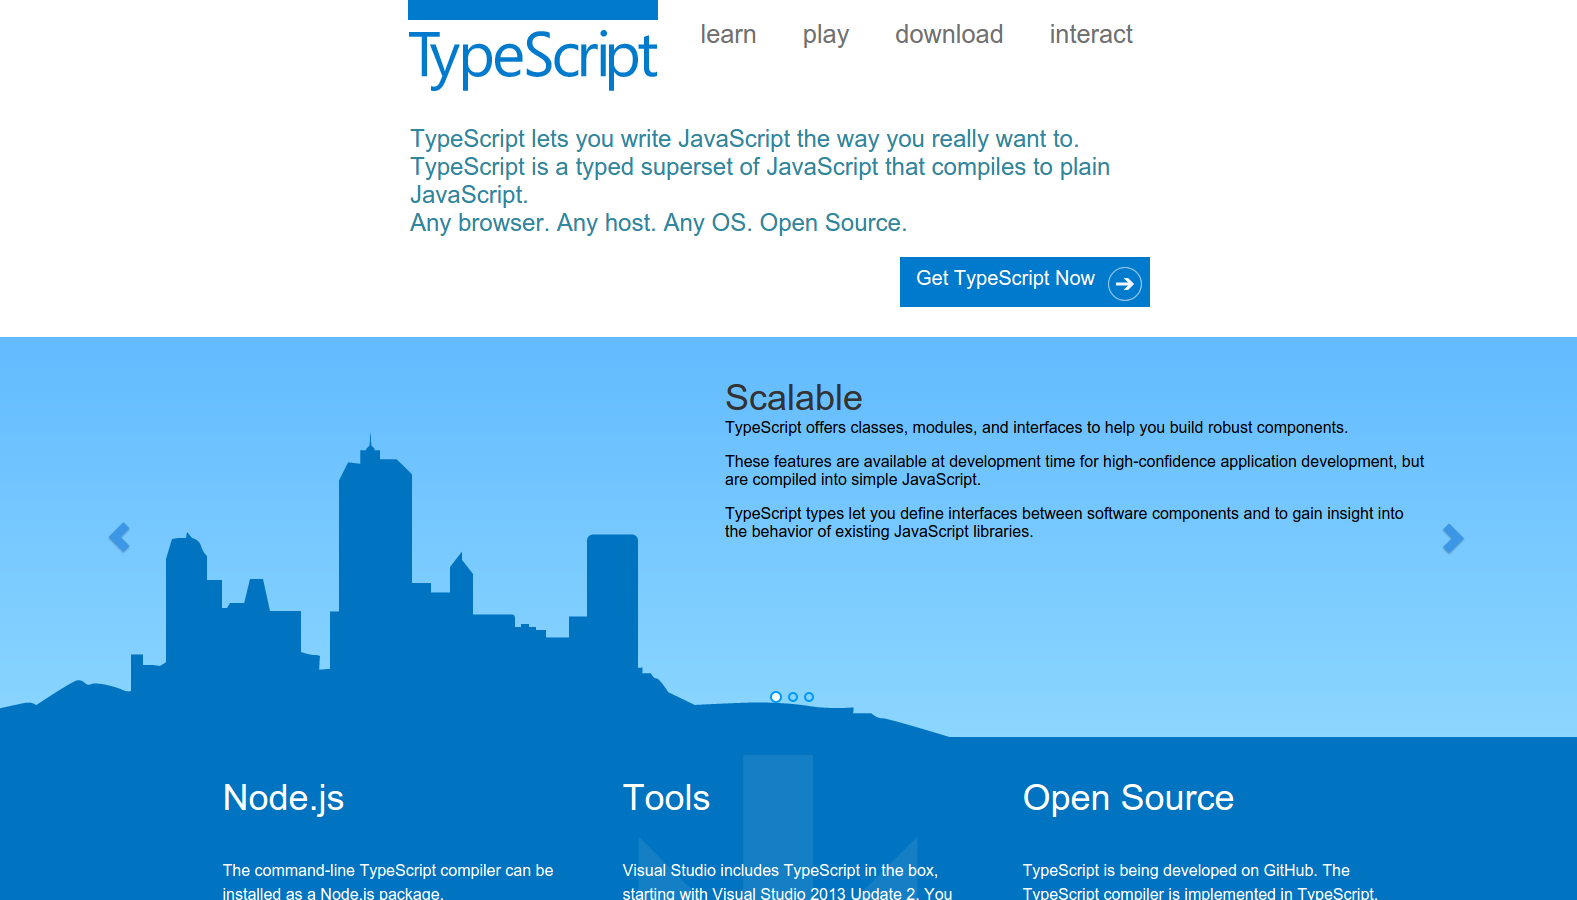 TypeScript
learn
play
download
interact
TypeScript lets you write JavaScript the way you really want to.
TypeScript is a typed superset of JavaScript that compiles to plain
JavaScript.
Any browser. Any host. Any OS. Open Source.
Get TypeScript Now
Scalable
TypeScript offers classes, modules, and interfaces to help you build robust components.
These features are available at development time for high-confidence application development, but
are compiled into simple JavaScript.
TypeScript types let you define interfaces between software components and to gain insight into
the behavior of existing JavaScript libraries.
Node.js
The command-line TypeScript compiler can be
installed as a Node.js package.
Tools
Visual Studio includes TypeScript in the box,
starting with Visual Studio 2013 Update 2. You
Open Source
TypeScript is being developed on GitHub. The
TypeScript compiler is implemented in TypeScript,